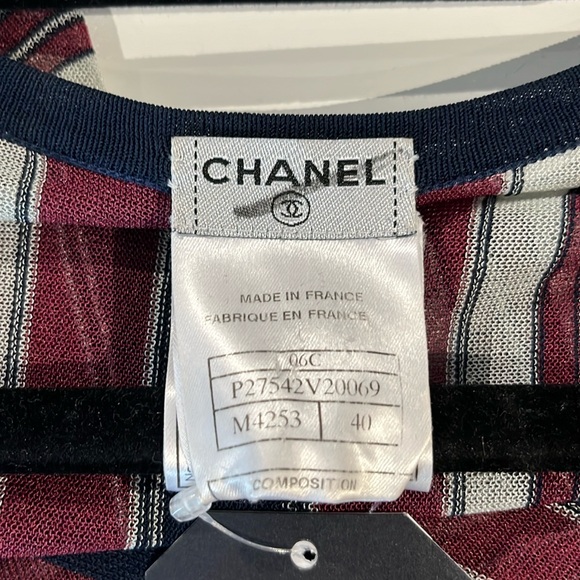 CHANEL
MADE IN FRANCE
FABRIQUE EN FRANCE
06C
P27542V20069
M4253 40
COMPOSITION